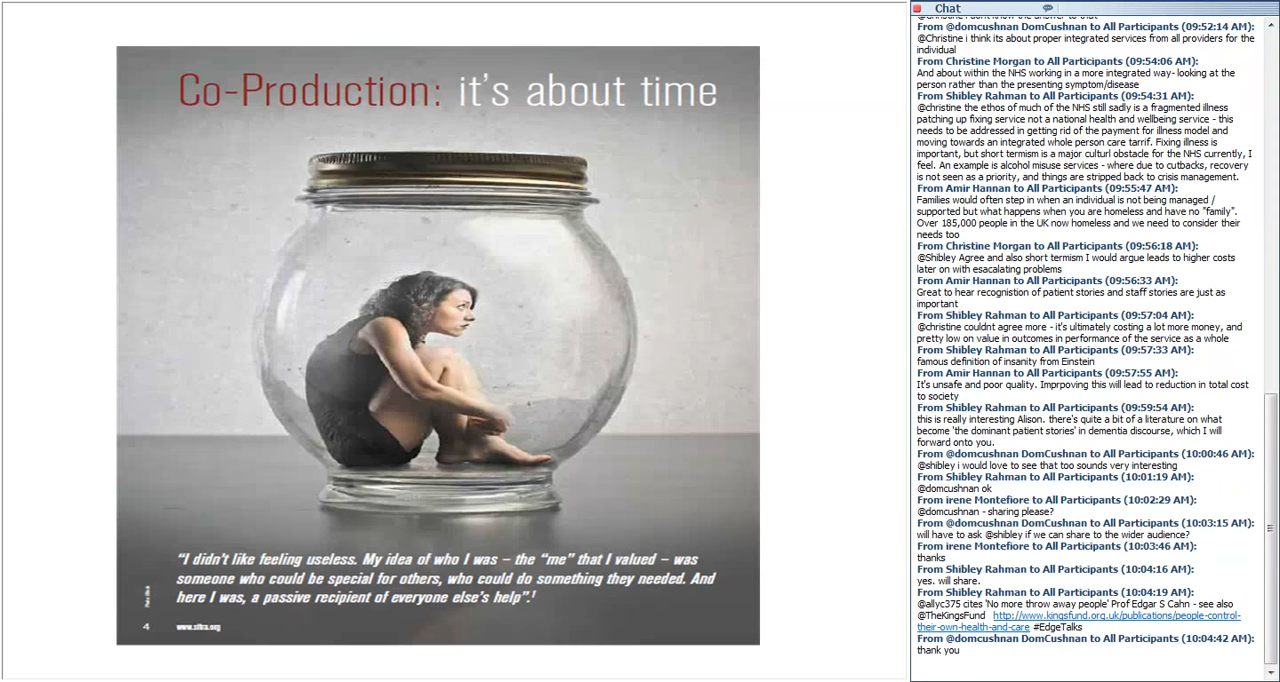 Co-Production: it's about time
"I didn't like feeling useless. My idea of who I was – the "me" that I valued – was
someone who could be special for others, who could do something they needed. And
here I was, a passive recipient of everyone else's help".1
4
Chat
From @domcushnan DomCushnan to All Participants (09:52:14 AM):
@Christine i think its about proper integrated services from all providers for the
individual
From Christine Morgan to All Participants (09:54:06 AM):
And about within the NHS working in a more integrated way- looking at the
person rather than the presenting symptom/disease
From Shibley Rahman to All Participants (09:54:31 AM):
@christine the ethos of much of the NHS still sadly is a fragmented illness
patching up fixing service not a national health and wellbeing service - this
needs to be addressed in getting rid of the payment for illness model and
moving towards an integrated whole person care tarrif. Fixing illness is
important, but short termism is a major culturl obstacle for the NHS currently, I
feel. An example is alcohol misuse services - where due to cutbacks, recovery
is not seen as a priority, and things are stripped back to crisis management.
From Amir Hannan to All Participants (09:55:47 AM):
Families would often step in when an individual is not being managed /
supported but what happens when you are homeless and have no "family".
Over 185,000 people in the UK now homeless and we need to consider their
needs too
From Christine Morgan to All Participants (09:56:18 AM):
@Shibley Agree and also short termism I would argue leads to higher costs
later on with esacalating problems
From Amir Hannan to All Participants (09:56:33 AM):
Great to hear recognistion of patient stories and staff stories are just as
important
From Shibley Rahman to All Participants (09:57:04 AM):
@christine couldnt agree more - it's ultimately costing a lot more money, and
pretty low on value in outcomes in performance of the service as a whole
From Shibley Rahman to All Participants (09:57:33 AM):
famous definition of insanity from Einstein
From Amir Hannan to All Participants (09:57:55 AM):
It's unsafe and poor quality. Imprpoving this will lead to reduction in total cost
to society
From Shibley Rahman to All Participants (09:59:54 AM):
this is really interesting Alison. there's quite a bit of a literature on what
become 'the dominant patient stories' in dementia discourse, which I will
forward onto you.
From @domcushnan DomCushnan to All Participants (10:00:46 AM):
@shibley i would love to see that too sounds very interesting
From Shibley Rahman to All Participants (10:01:19 AM):
@domcushnan ok
From irene Montefiore to All Participants (10:02:29 AM):
@domcushnan - sharing please?
From @domcushnan DomCushnan to All Participants (10:03:15 AM):
will have to ask @shibley if we can share to the wider audience?
From irene Montefiore to All Participants (10:03:46 AM):
thanks
From Shibley Rahman to All Participants (10:04:16 AM):
yes. will share.
From Shibley Rahman to All Participants (10:04:19 AM):
@allyc375 cites 'No more throw away people' Prof Edgar S Cahn - see also
@TheKingsFund http://www.kingsfund.org.uk/publications/people-control-
their-own-health-and-care #EdgeTalks
From @domcushnan DomCushnan to All Participants (10:04:42 AM):
thank you